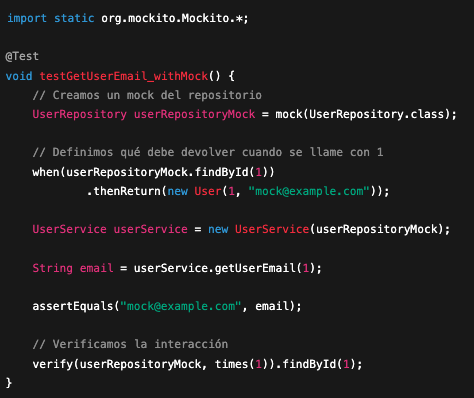 import static org.mockito.Mockito.*;
@Test
void testGetUserEmail_withMock() {
// Creamos un mock del repositorio
UserRepository userRepositoryMock = mock(UserRepository.class);
// Definimos qué debe devolver cuando se llame con 1
when(userRepositoryMock.findById(1))
.thenReturn(new User(1, "mock@example.com"));
UserService userService = new UserService(userRepositoryMock);
String email = userService.getUserEmail(1);
assertEquals("mock@example.com", email);
// Verificamos la interacción
verify(userRepositoryMock, times(1)).findById(1);
}